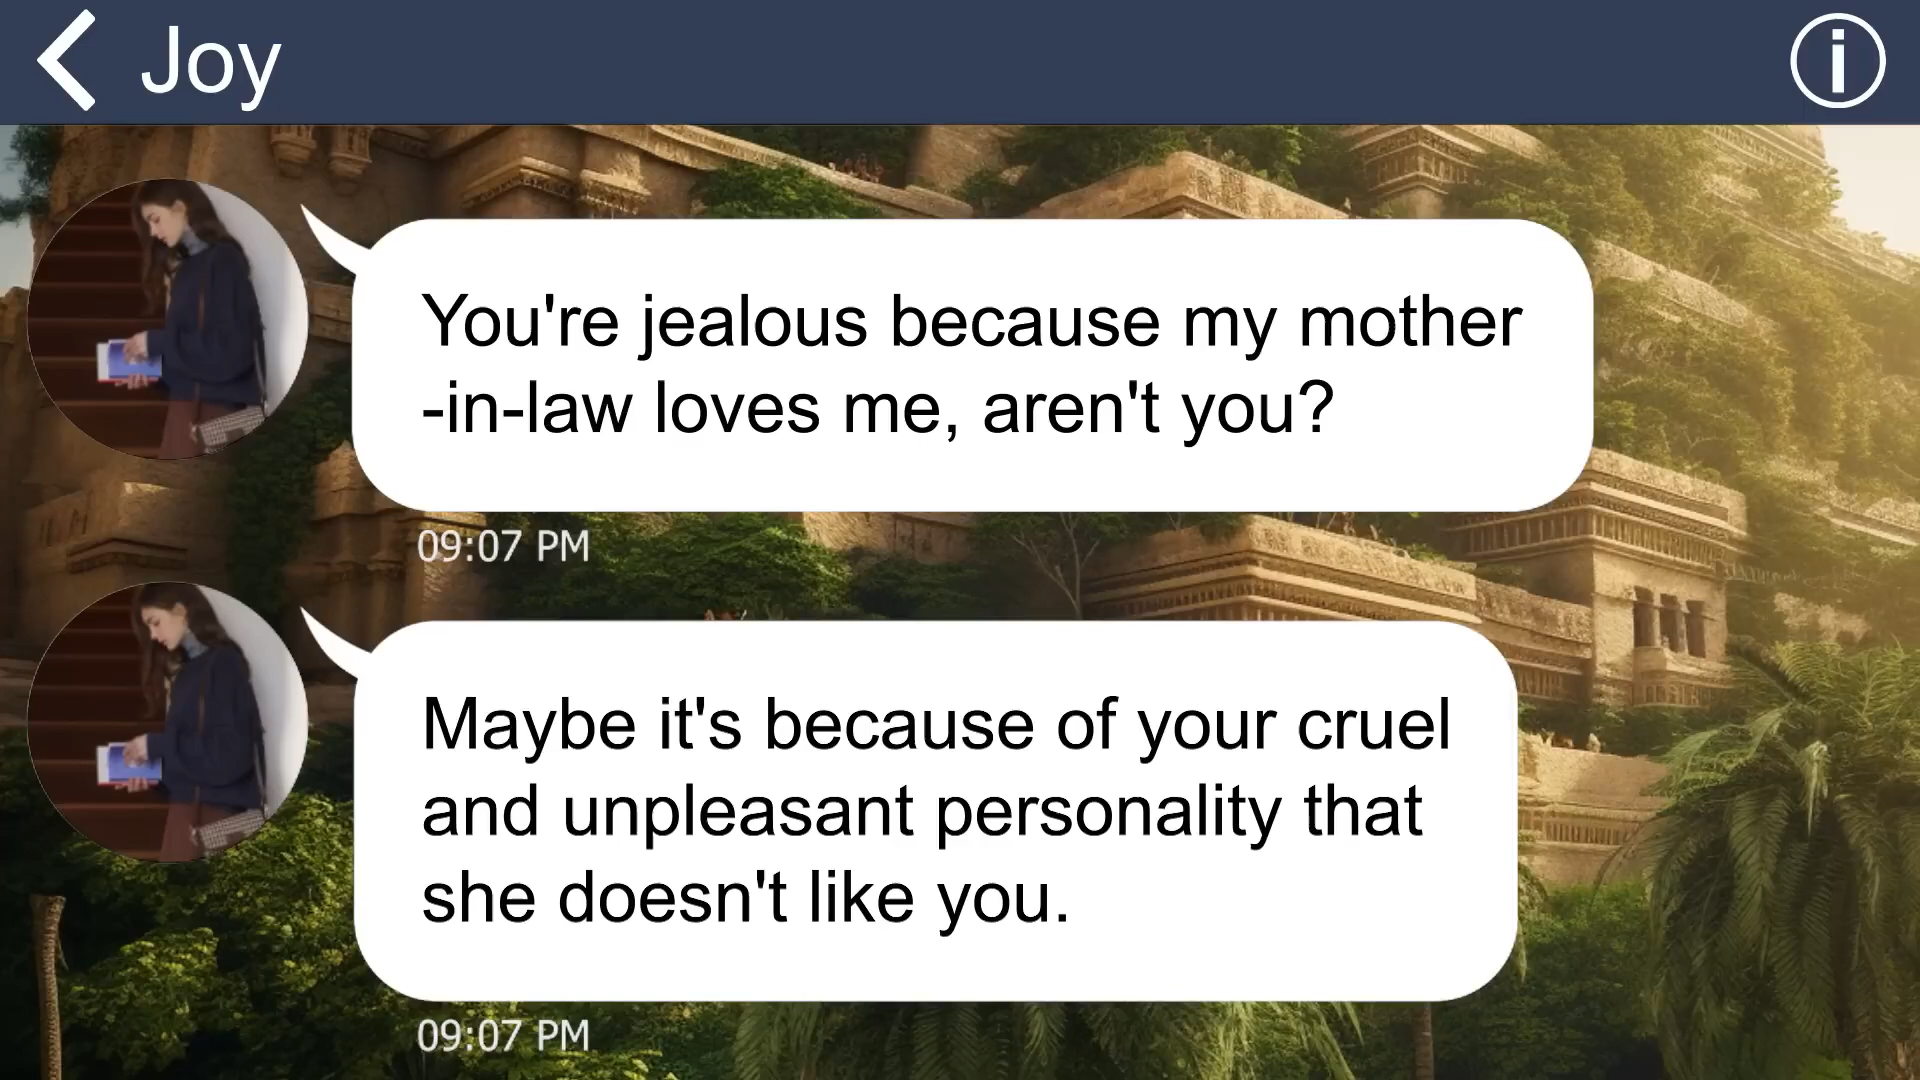 Joy
You're jealous because my mother
-in-law loves me, aren't you?
09:07 PM
Maybe it's because of your cruel
and unpleasant personality that
she doesn't like you.
09:07 PM